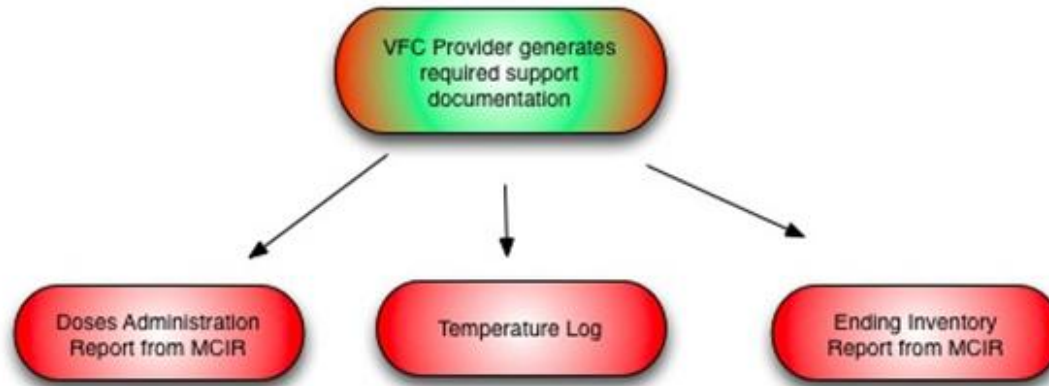 VFC Provider generates
required support
documentation
Doses Administration
Report from MCIR
Temperature Log
Ending Inventory
Report from MCIR